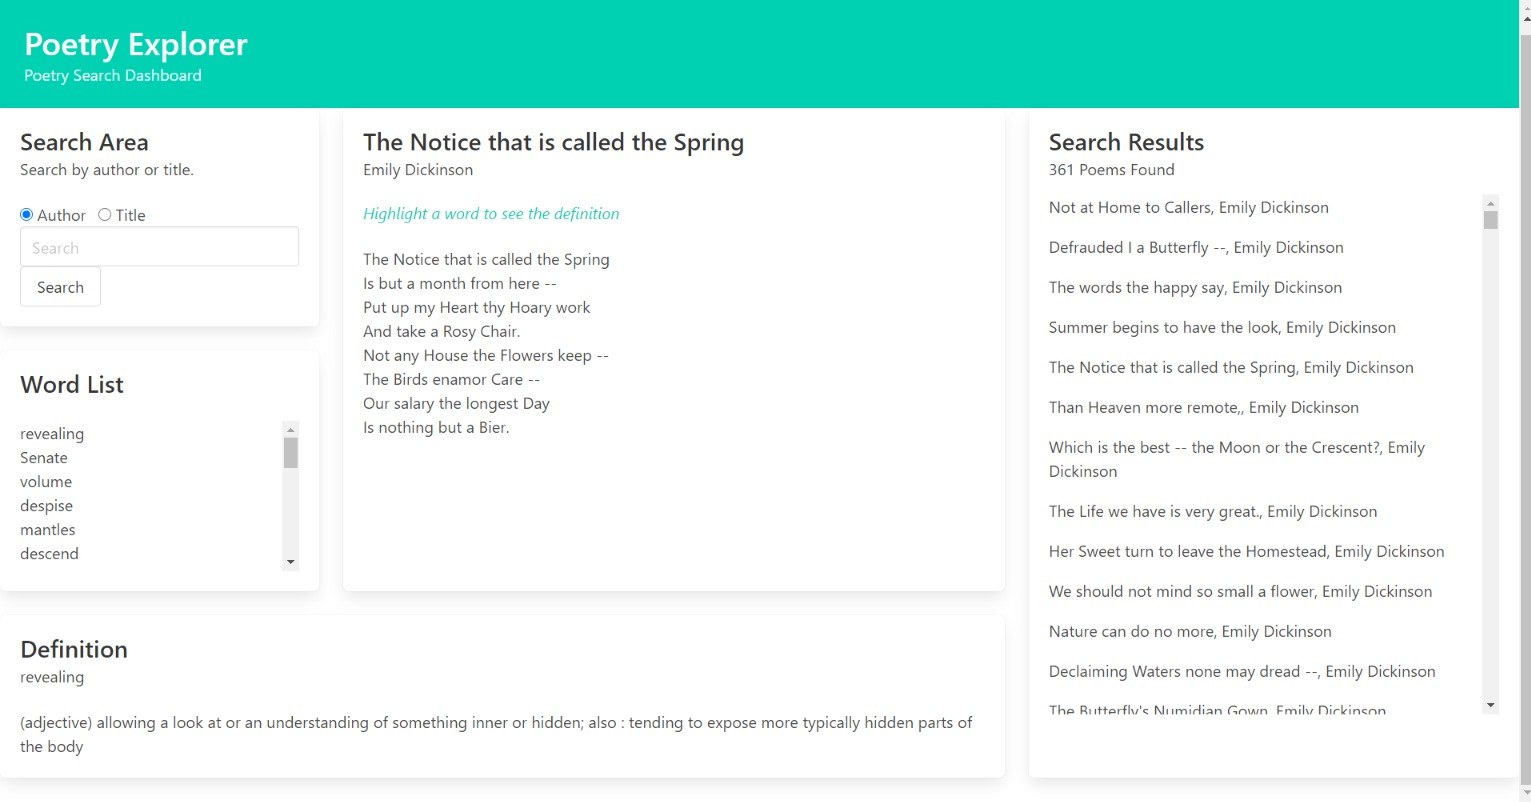 Poetry Explorer
Poetry Search Dashboard
Search Area
Search by author or title.
Author Title
Search
Search
Word List
revealing
Senate
volume
despise
mantles
descend
The Notice that is called the Spring
Emily Dickinson
Highlight a word to see the definition
The Notice that is called the Spring
Is but a month from here --
Put up my Heart thy Hoary work
And take a Rosy Chair.
Not any House the Flowers keep --
The Birds enamor Care --
Our salary the longest Day
Is nothing but a Bier.
Definition
revealing
(adjective) allowing a look at or an understanding of something inner or hidden; also : tending to expose more typically hidden parts of
the body
Search Results
361 Poems Found
Not at Home to Callers, Emily Dickinson
Defrauded I a Butterfly --, Emily Dickinson
The words the happy say, Emily Dickinson
Summer begins to have the look, Emily Dickinson
The Notice that is called the Spring, Emily Dickinson
Than Heaven more remote,, Emily Dickinson
Which is the best -- the Moon or the Crescent?, Emily
Dickinson
The Life we have is very great., Emily Dickinson
Her Sweet turn to leave the Homestead, Emily Dickinson
We should not mind so small a flower, Emily Dickinson
Nature can do no more, Emily Dickinson
Declaiming Waters none may dread --, Emily Dickinson
The Butterfly's Numidian Gown, Emily Dickinson